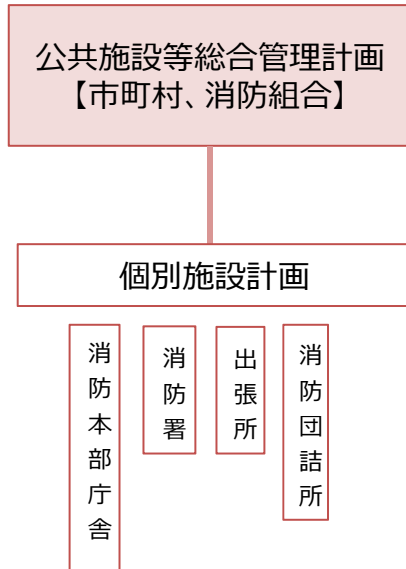 公共施設等総合管理計画
【市町村、消防組合】
個別施設計画
消防本部庁舎
消防署
出張所
消防団詰所